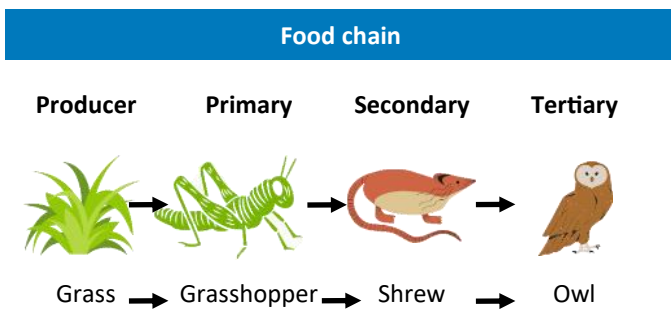 Food chain
Producer Primary Secondary Tertiary
Grass Grasshopper Shrew Owl